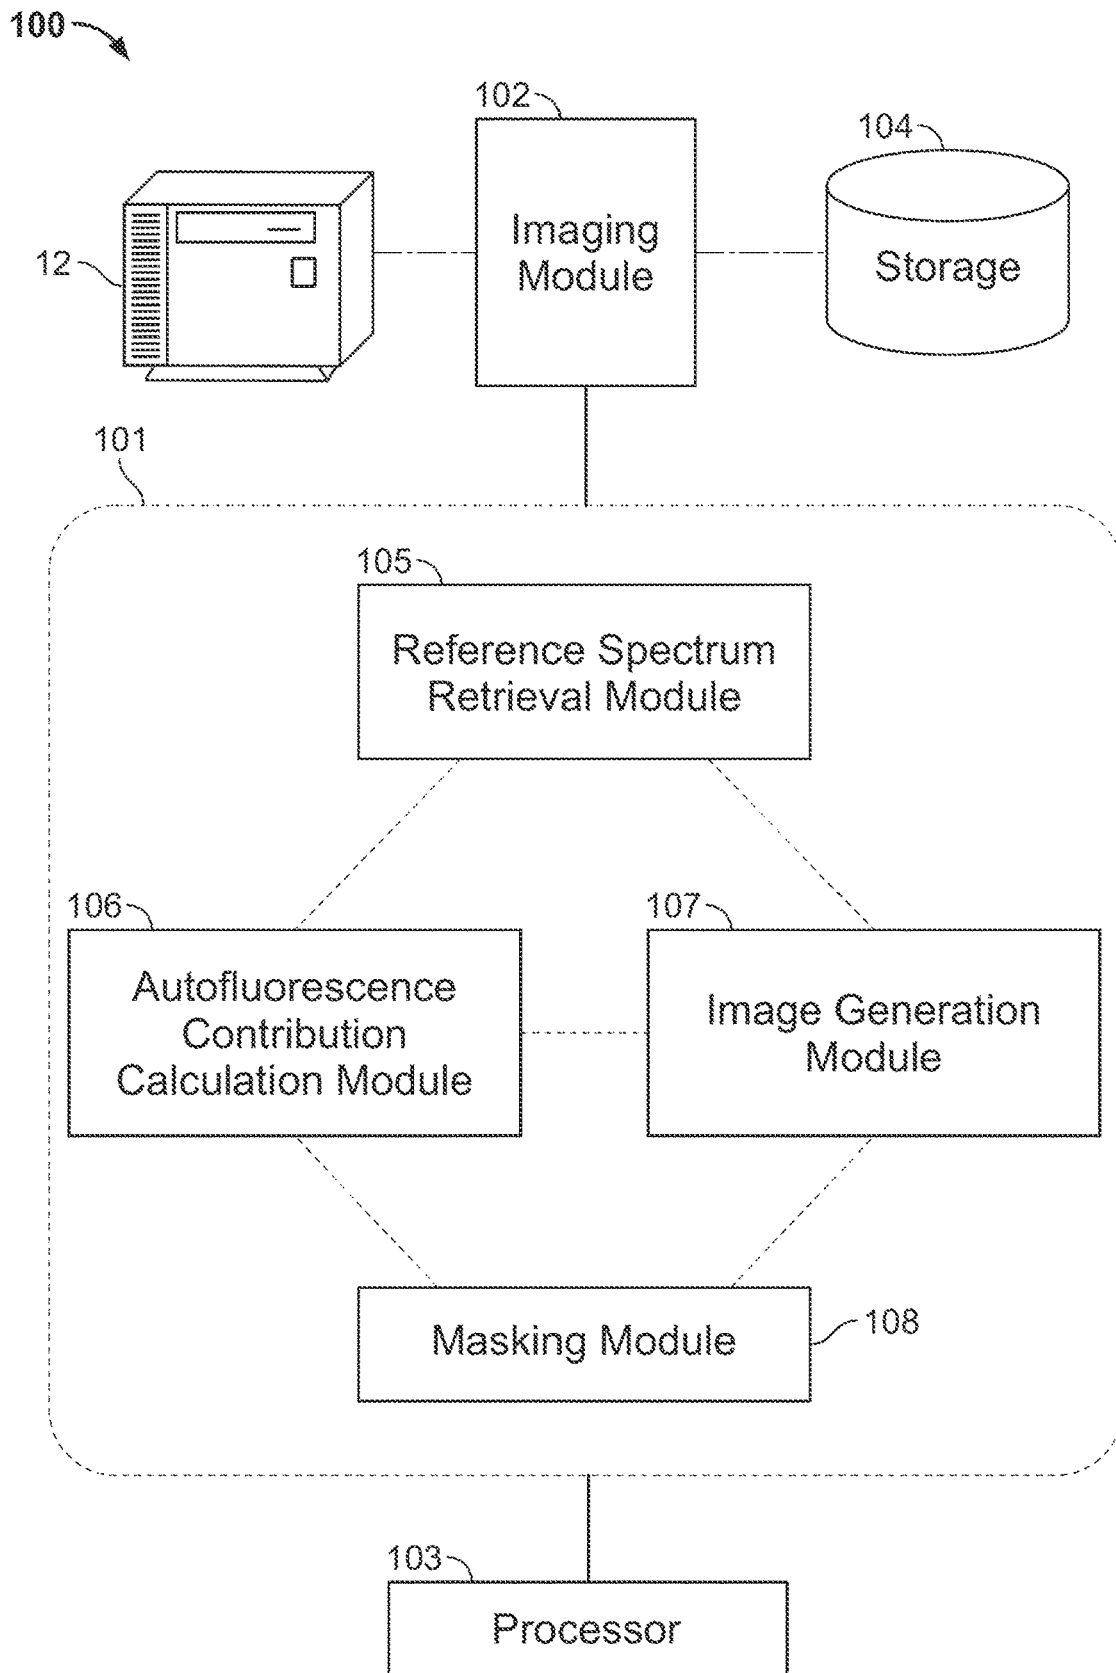 100
102
104
Imaging
Module
Storage
12
101
105
Reference Spectrum
Retrieval Module
106
107
Autofluorescence
Contribution
Calculation Module
Image Generation
Module
Masking Module
108
103
Processor